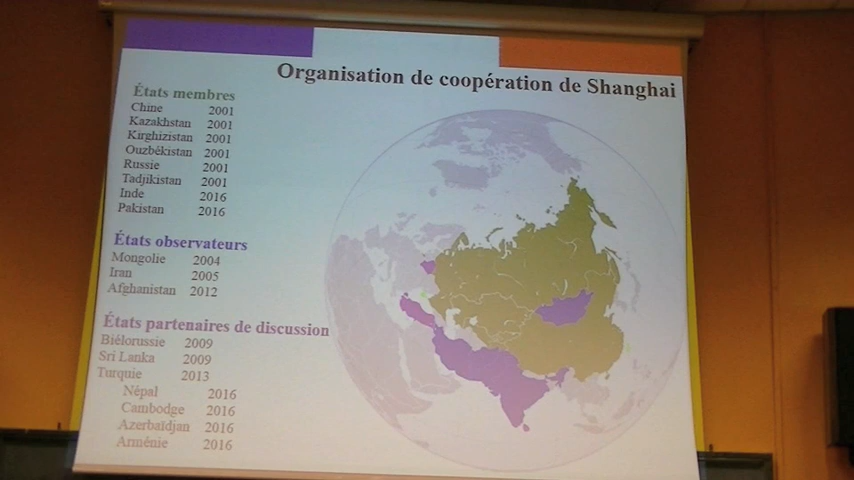 Organisation de coopération de Shanghai
États membres
Chine 2001
Kazakhstan 2001
Kirghizistan 2001
Ouzbékistan 2001
Russie 2001
Tadjikistan 2001
Inde 2016
Pakistan 2016
États observateurs
Mongolie 2004
Iran 2005
Afghanistan 2012
États partenaires de discussion
Biélorussie 2009
Sri Lanka 2009
Turquie 2013
Népal 2016
Cambodge 2016
Azerbaïdjan 2016
Arménie 2016